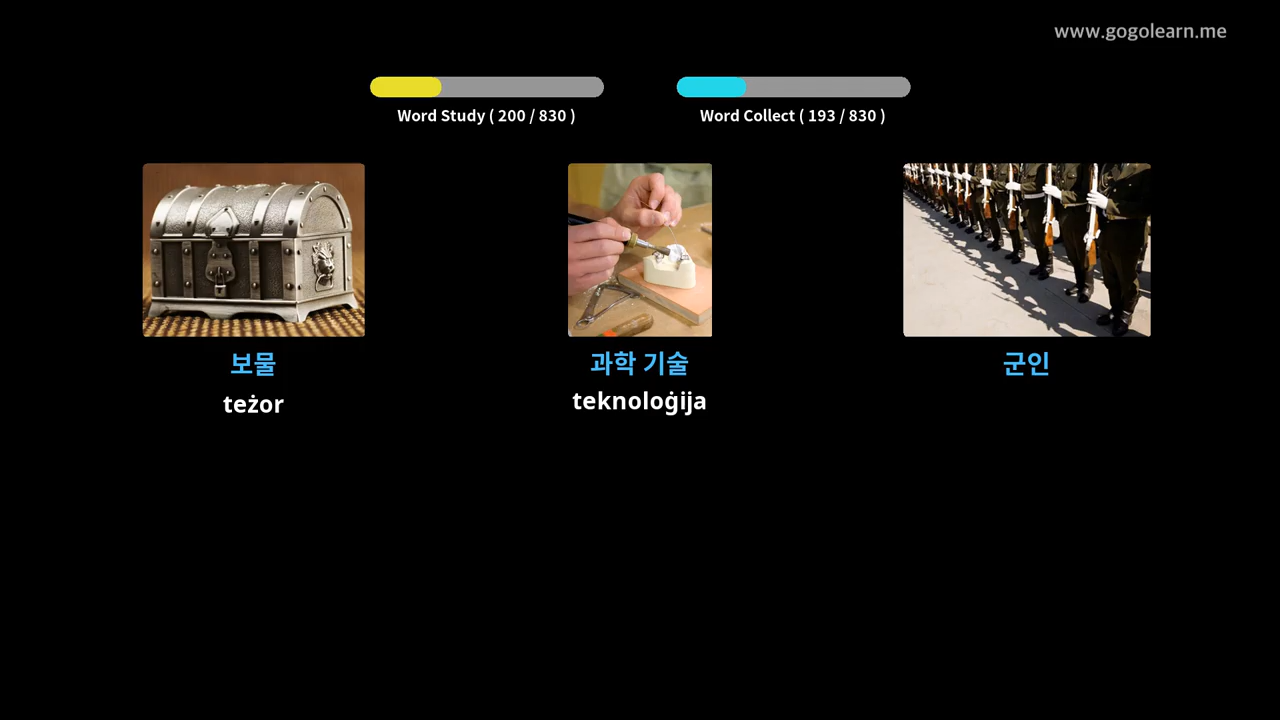 www.gogolearn.me
Word Study ( 200 / 830 )
Word Collect ( 193 / 830 )
보물
과학 기술
군인
teżor
teknoloġija